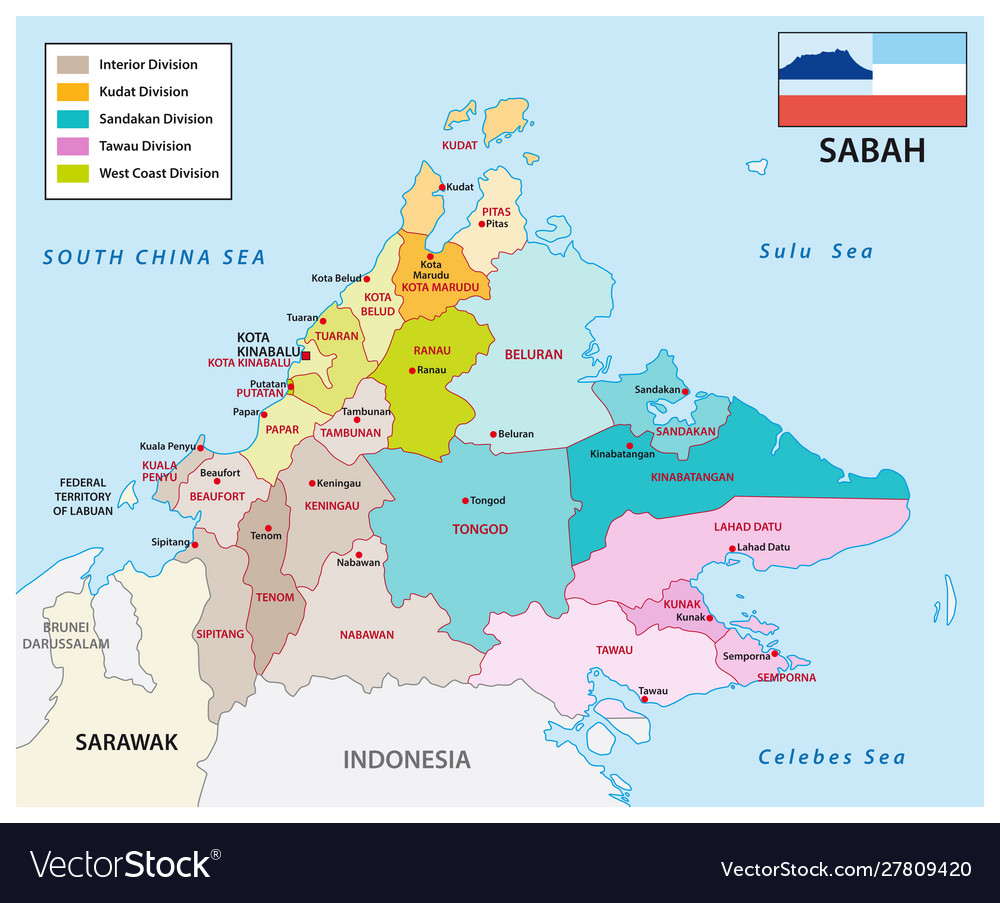 Interior Division
Kudat Division
Sandakan Division
Tawau Division
West Coast Division
SABAH
SOUTH CHINA SEA
Sulu Sea
Celebes Sea
KUDAT
Kudat
PITAS
Pitas
Kota
Marudu
KOTA MARUDU
Kota Belud
KOTA
BELUD
Tuaran
TUARAN
KOTA
KINABALU
KOTA KINABALU
RANAU
Ranau
BELURAN
Beluran
Putatan
PUTATAN
Papar
PAPAR
Tambunan
TAMBUNAN
Sandakan
SANDAKAN
Kinabatangan
KINABATANGAN
Kuala Penyu
KUALA
PENYU
Beaufort
BEAUFORT
Keningau
KENINGAU
FEDERAL
TERRITORY
OF LABUAN
Tongod
TONGOD
LAHAD DATU
Lahad Datu
Sipitang
Tenom
Nabawan
TENOM
SIPITANG
NABAWAN
KUNAK
Kunak
TAWAU
Semporna
SEMPORNA
Tawau
BRUNEI
DARUSSALAM
SARAWAK
INDONESIA
VectorStock®
VectorStock.com/27809420